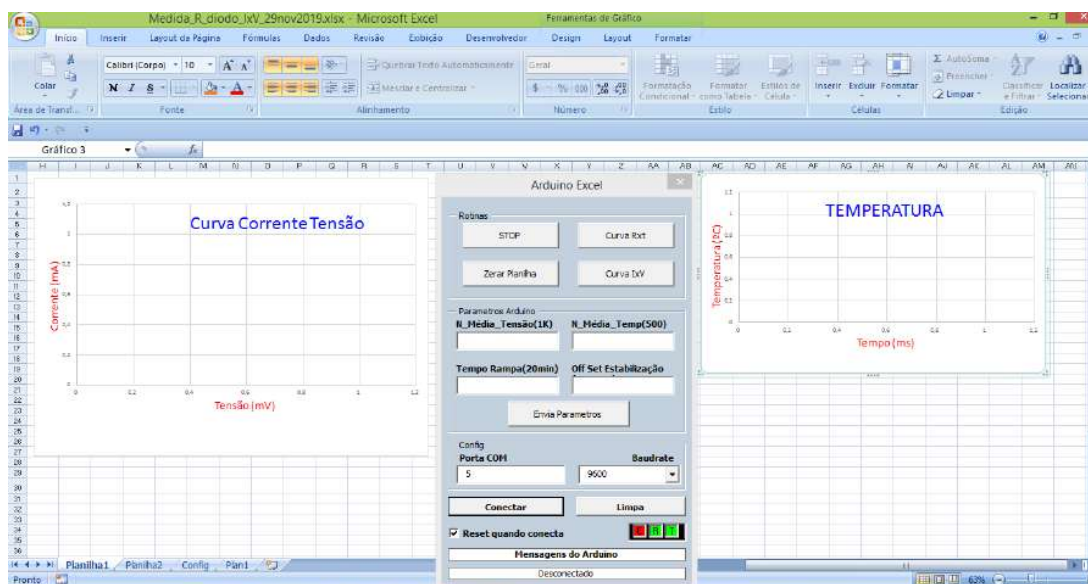 Medida_R_diodo_IxV_29nov2019.xlsx - Microsoft Excel
Ferramentas de Gráfico
Início Inserir Layout da Página Fórmulas Dados Revisão Exibição Desenvolvedor Design Layout Formatar
Colar
Calibri (Corpo) 10
N I S
Quebrar Texto Automaticamente
Mesclar e Centralizar
Geral
% 000
Formatação Condicional
Formatar como Tabela
Estilos de Célula
Inserir Excluir Formatar
AutoSoma
Preencher
Limpar
Classificar e Filtrar
Localizar Selecionar
Área de Transf... Fonte Alinhamento Número Estilo Células Edição
Gráfico 3
fx
Curva Corrente Tensão
Corrente (mA)
Tensão (mV)
Arduino Excel
Rotinas
STOP Curva Rxt
Zerar Planilha Curva IxV
Parametros Arduino
N_Média_Tensão(1K) N_Média_Temp(500)
Tempo Rampa(20min) Off Set Estabilização
Envia Parametros
Config
Porta COM Baudrate
5 9600
Conectar Limpa
Reset quando conecta
Mensagens do Arduino
Desconectado
TEMPERATURA
Temperatura (ºC)
Tempo (ms)
Planilha1 Planilha2 Config Plan1
Pronto
63%